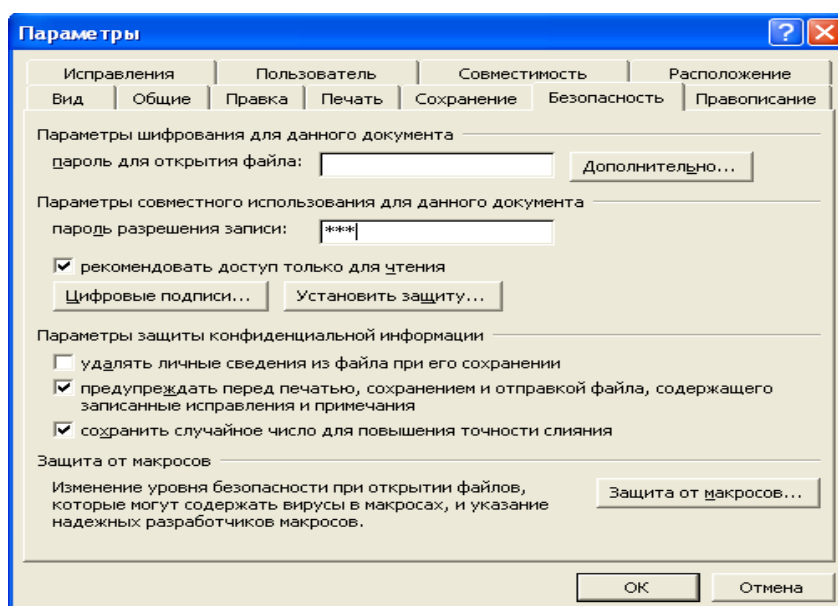 Параметры
Исправления Пользователь Совместимость Расположение
Вид Общие Правка Печать Сохранение Безопасность Правописание
Параметры шифрования для данного документа
пароль для открытия файла: Дополнительно...
Параметры совместного использования для данного документа
пароль разрешения записи: ***
рекомендовать доступ только для чтения
Цифровые подписи... Установить защиту...
Параметры защиты конфиденциальной информации
удалять личные сведения из файла при его сохранении
предупреждать перед печатью, сохранением и отправкой файла, содержащего
записанные исправления и примечания
сохранить случайное число для повышения точности слияния
Защита от макросов
Изменение уровня безопасности при открытии файлов,
которые могут содержать вирусы в макросах, и указание
надежных разработчиков макросов.
Защита от макросов...
ОК Отмена